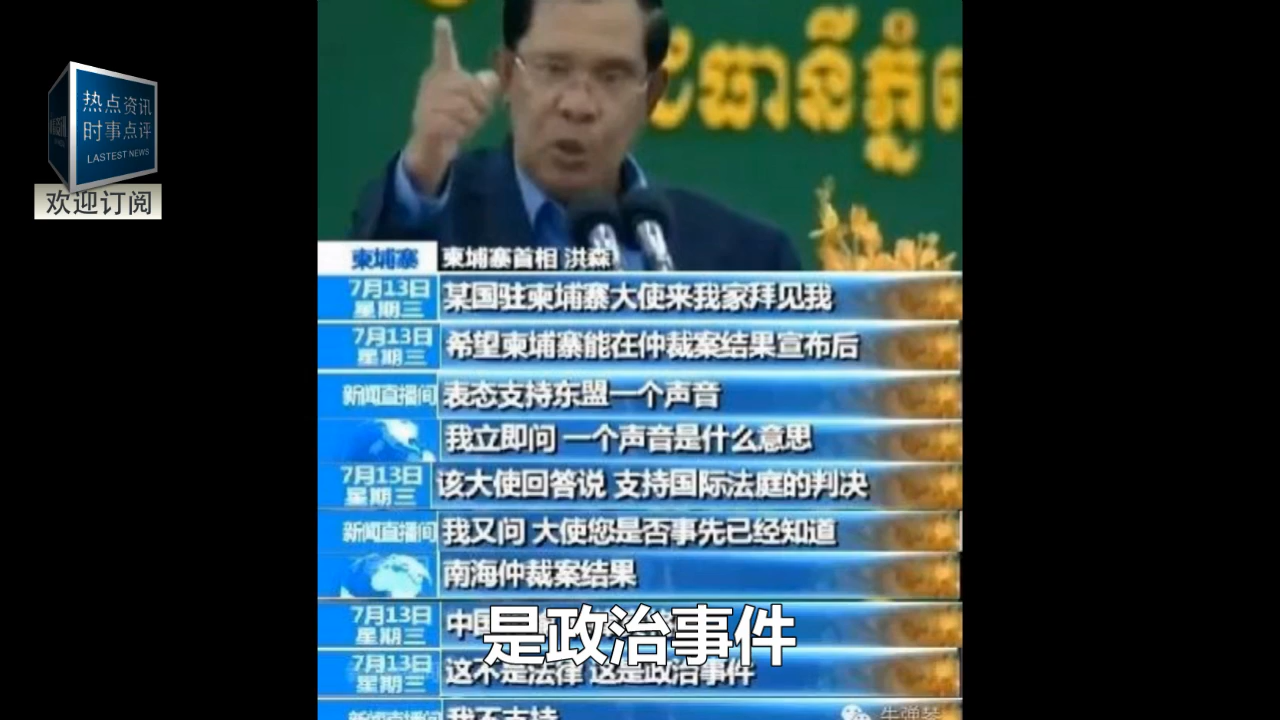 热点资讯
时事点评
LASTEST NEWS
欢迎订阅
柬埔寨
柬埔寨首相 洪森
7月13日
星期三
某国驻柬埔寨大使来我家拜见我
7月13日
星期三
希望柬埔寨能在仲裁案结果宣布后
新闻直播间
表态支持东盟一个声音
我立即问 一个声音是什么意思
7月13日
星期三
该大使回答说 支持国际法庭的判决
新闻直播间
我又问 大使您是否事先已经知道
南海仲裁案结果
7月13日
星期三
中国
是政治事件
7月13日
星期三
这不是法律 这是政治事件
新闻直播间
我不支持
牛弹琴